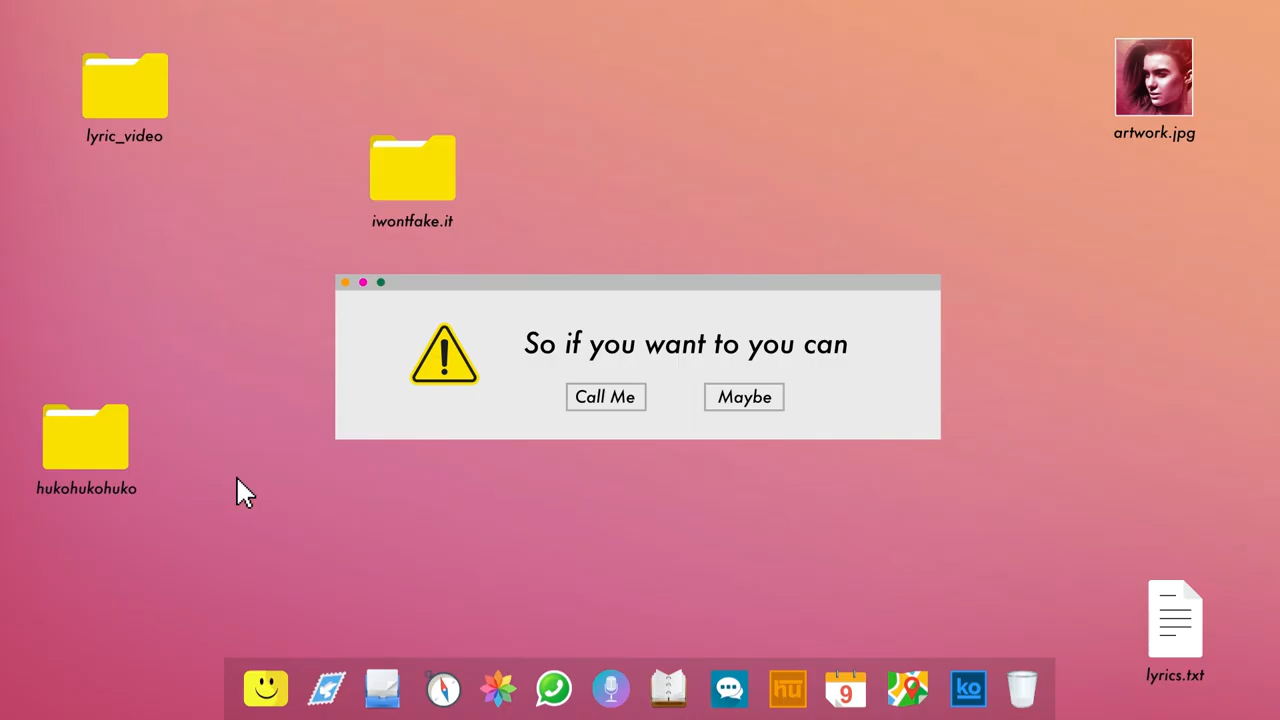 lyric_video
artwork.jpg
iwontfake.it
So if you want to you can
Call Me Maybe
hukohukohuko
lyrics.txt
hu 9 ko